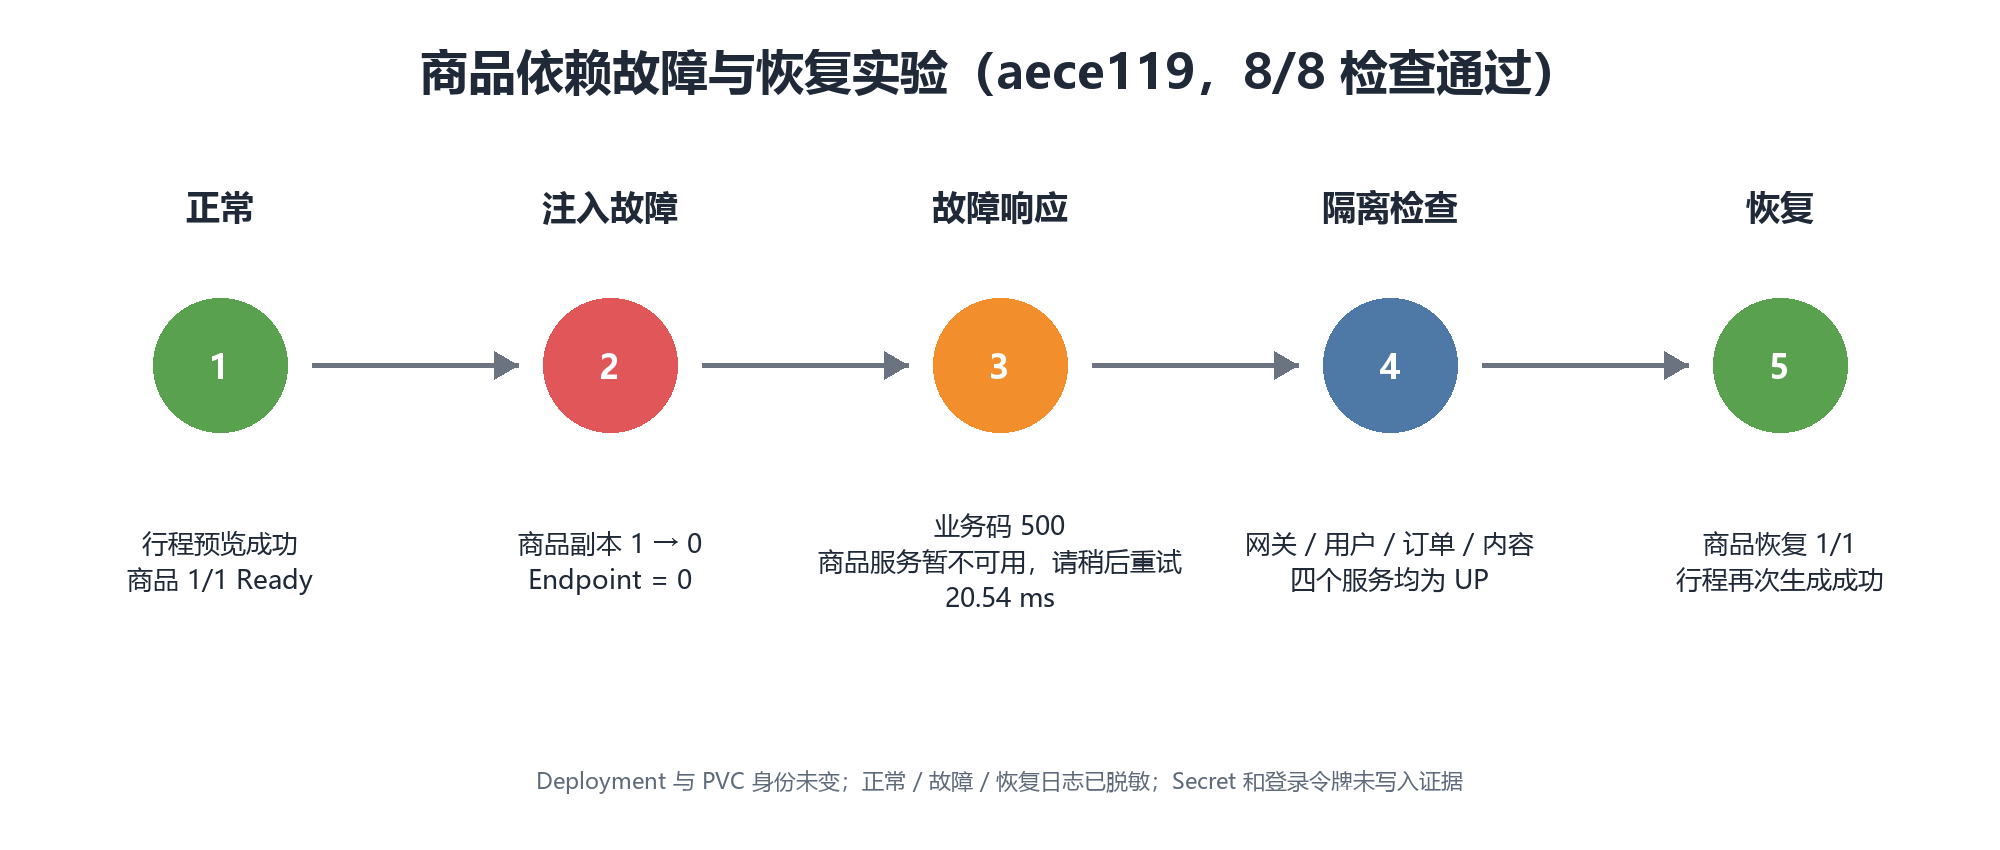 商品依赖故障与恢复实验（aece119，8/8 检查通过）
正常
注入故障
故障响应
隔离检查
恢复
1
2
3
4
5
行程预览成功
商品 1/1 Ready
商品副本 1 → 0
Endpoint = 0
业务码 500
商品服务暂不可用，请稍后重试
20.54 ms
网关 / 用户 / 订单 / 内容
四个服务均为 UP
商品恢复 1/1
行程再次生成成功
Deployment 与 PVC 身份未变；正常 / 故障 / 恢复日志已脱敏；Secret 和登录令牌未写入证据